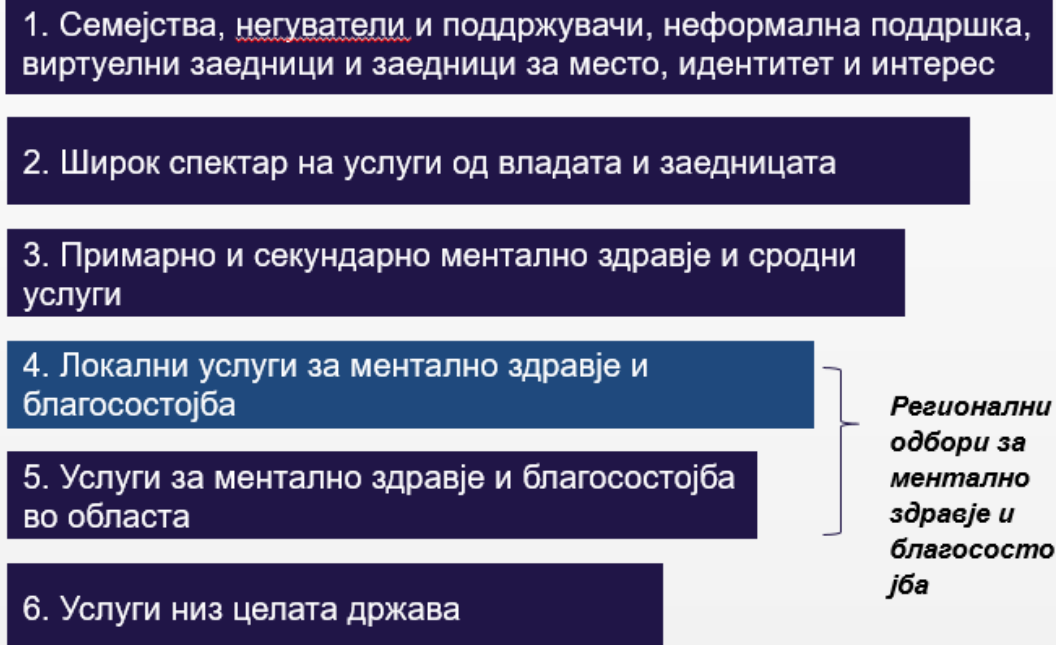 1. Семејства, негуватели и поддржувачи, неформална поддршка,
виртуелни заедници и заедници за место, идентитет и интерес
2. Широк спектар на услуги од владата и заедницата
3. Примарно и секундарно ментално здравје и сродни
услуги
4. Локални услуги за ментално здравје и
благосостојба
5. Услуги за ментално здравје и благосостојба
во областа
6. Услуги низ целата држава
Регионални
одбори за
ментално
здравје и
благососто
јба